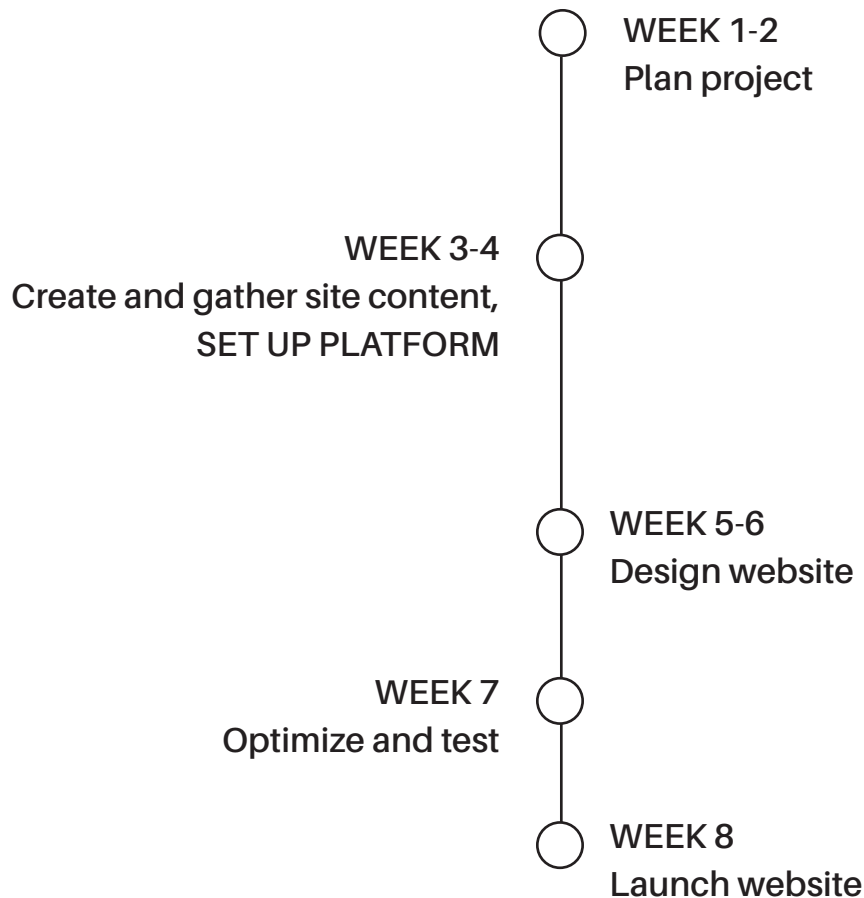 WEEK 1-2
Plan project
WEEK 3-4
Create and gather site content,
SET UP PLATFORM
WEEK 5-6
Design website
WEEK 7
Optimize and test
WEEK 8
Launch website